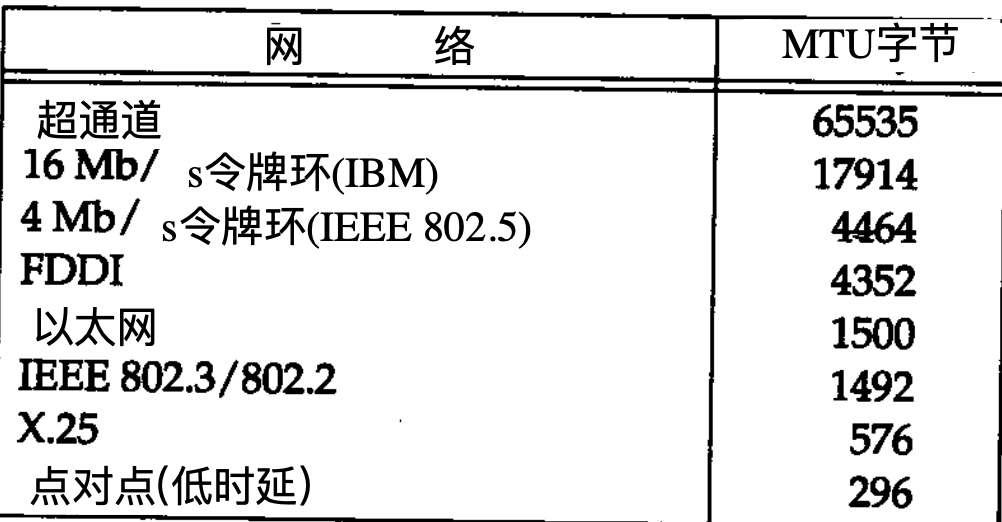 网 络 MTU字节
超通道 65535
16 Mb/ s令牌环(IBM) 17914
4 Mb/ s令牌环(IEEE 802.5) 4464
FDDI 4352
以太网 1500
IEEE 802.3/802.2 1492
X.25 576
点对点(低时延) 296